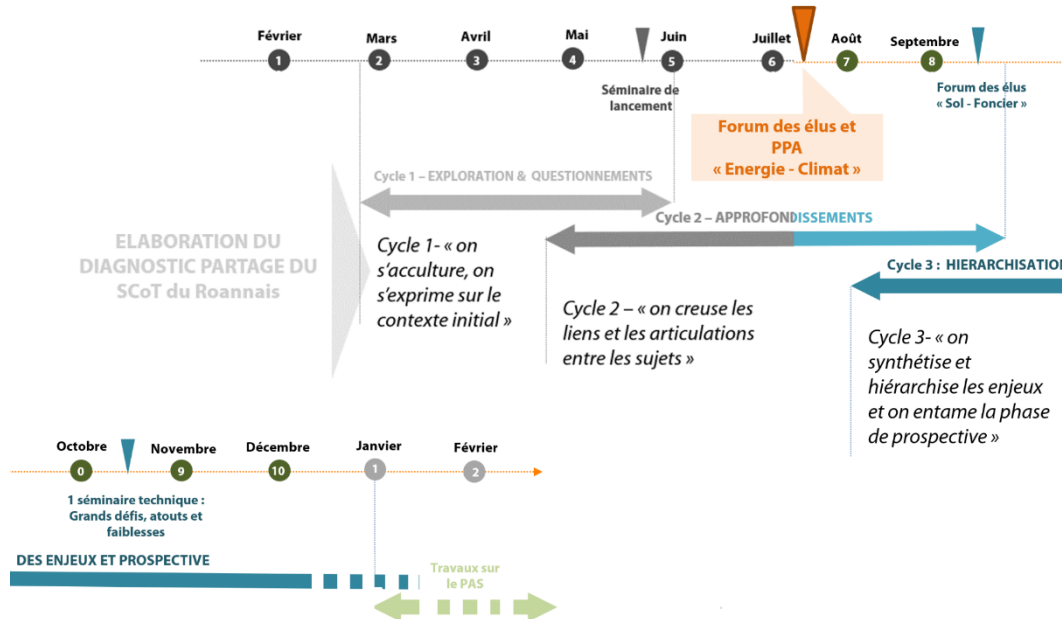 Février
Mars
Avril
Mai
Juin
Juillet
Août
Septembre
1
2
3
4
5
6
7
8
Séminaire de
lancement
Forum des élus
« Sol - Foncier »
Forum des élus et
PPA
« Energie - Climat »
Cycle 1 – EXPLORATION & QUESTIONNEMENTS
Cycle 2 – APPROFONDISSEMENTS
ELABORATION DU
DIAGNOSTIC PARTAGE DU
SCoT du Roannais
Cycle 1- « on
s’acculture, on
s’exprime sur le
contexte initial »
Cycle 3 : HIERARCHISATION
Cycle 2 – « on creuse les
liens et les articulations
entre les sujets »
Cycle 3- « on
synthétise et
hiérarchise les enjeux
et on entame la phase
de prospective »
Octobre
Novembre
Décembre
Janvier
Février
0
9
10
1
2
1 séminaire technique :
Grands défis, atouts et
faiblesses
DES ENJEUX ET PROSPECTIVE
Travaux sur
le PAS